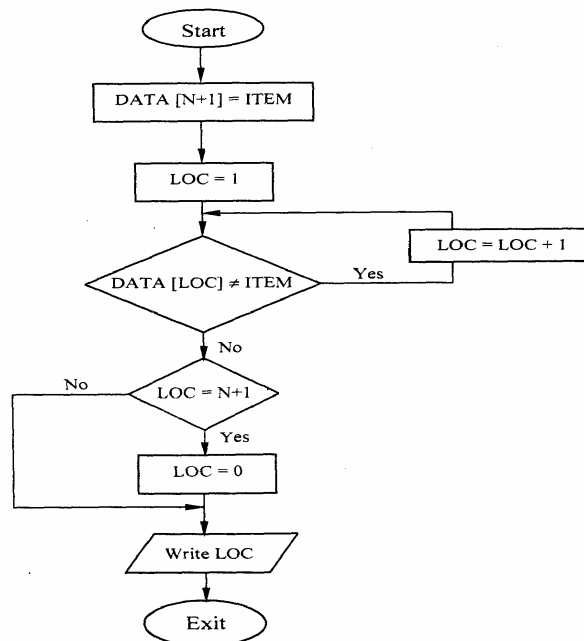 Start
DATA [N+1] = ITEM
LOC = 1
LOC = LOC + 1
DATA [LOC] ≠ ITEM
Yes
No
No
LOC = N+1
Yes
LOC = 0
Write LOC
Exit